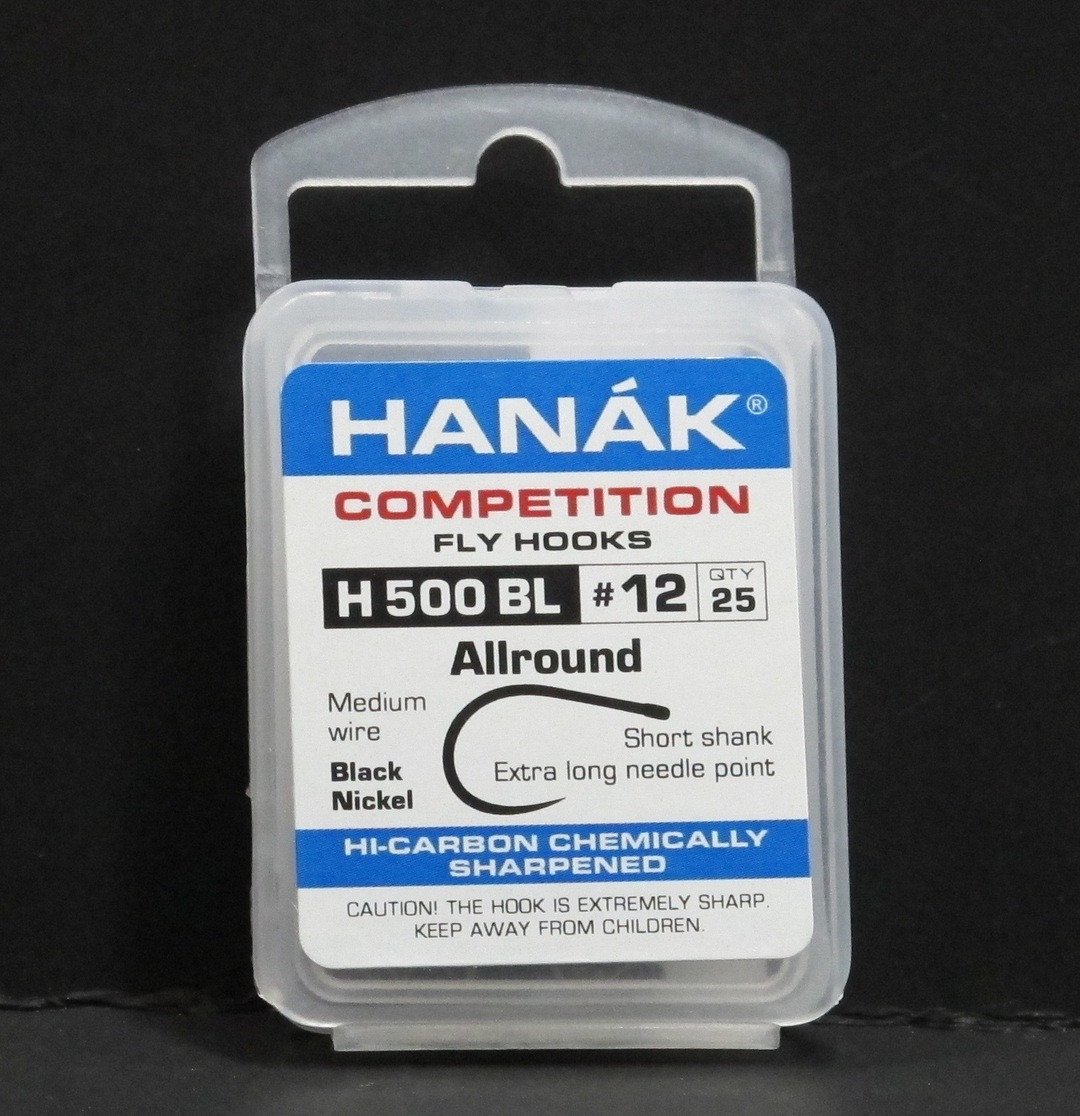 HANÁK®
COMPETITION
FLY HOOKS
H 500 BL #12 QTY 25
Allround
Medium wire
Short shank
Extra long needle point
Black Nickel
HI-CARBON CHEMICALLY
SHARPENED
CAUTION! THE HOOK IS EXTREMELY SHARP.
KEEP AWAY FROM CHILDREN.